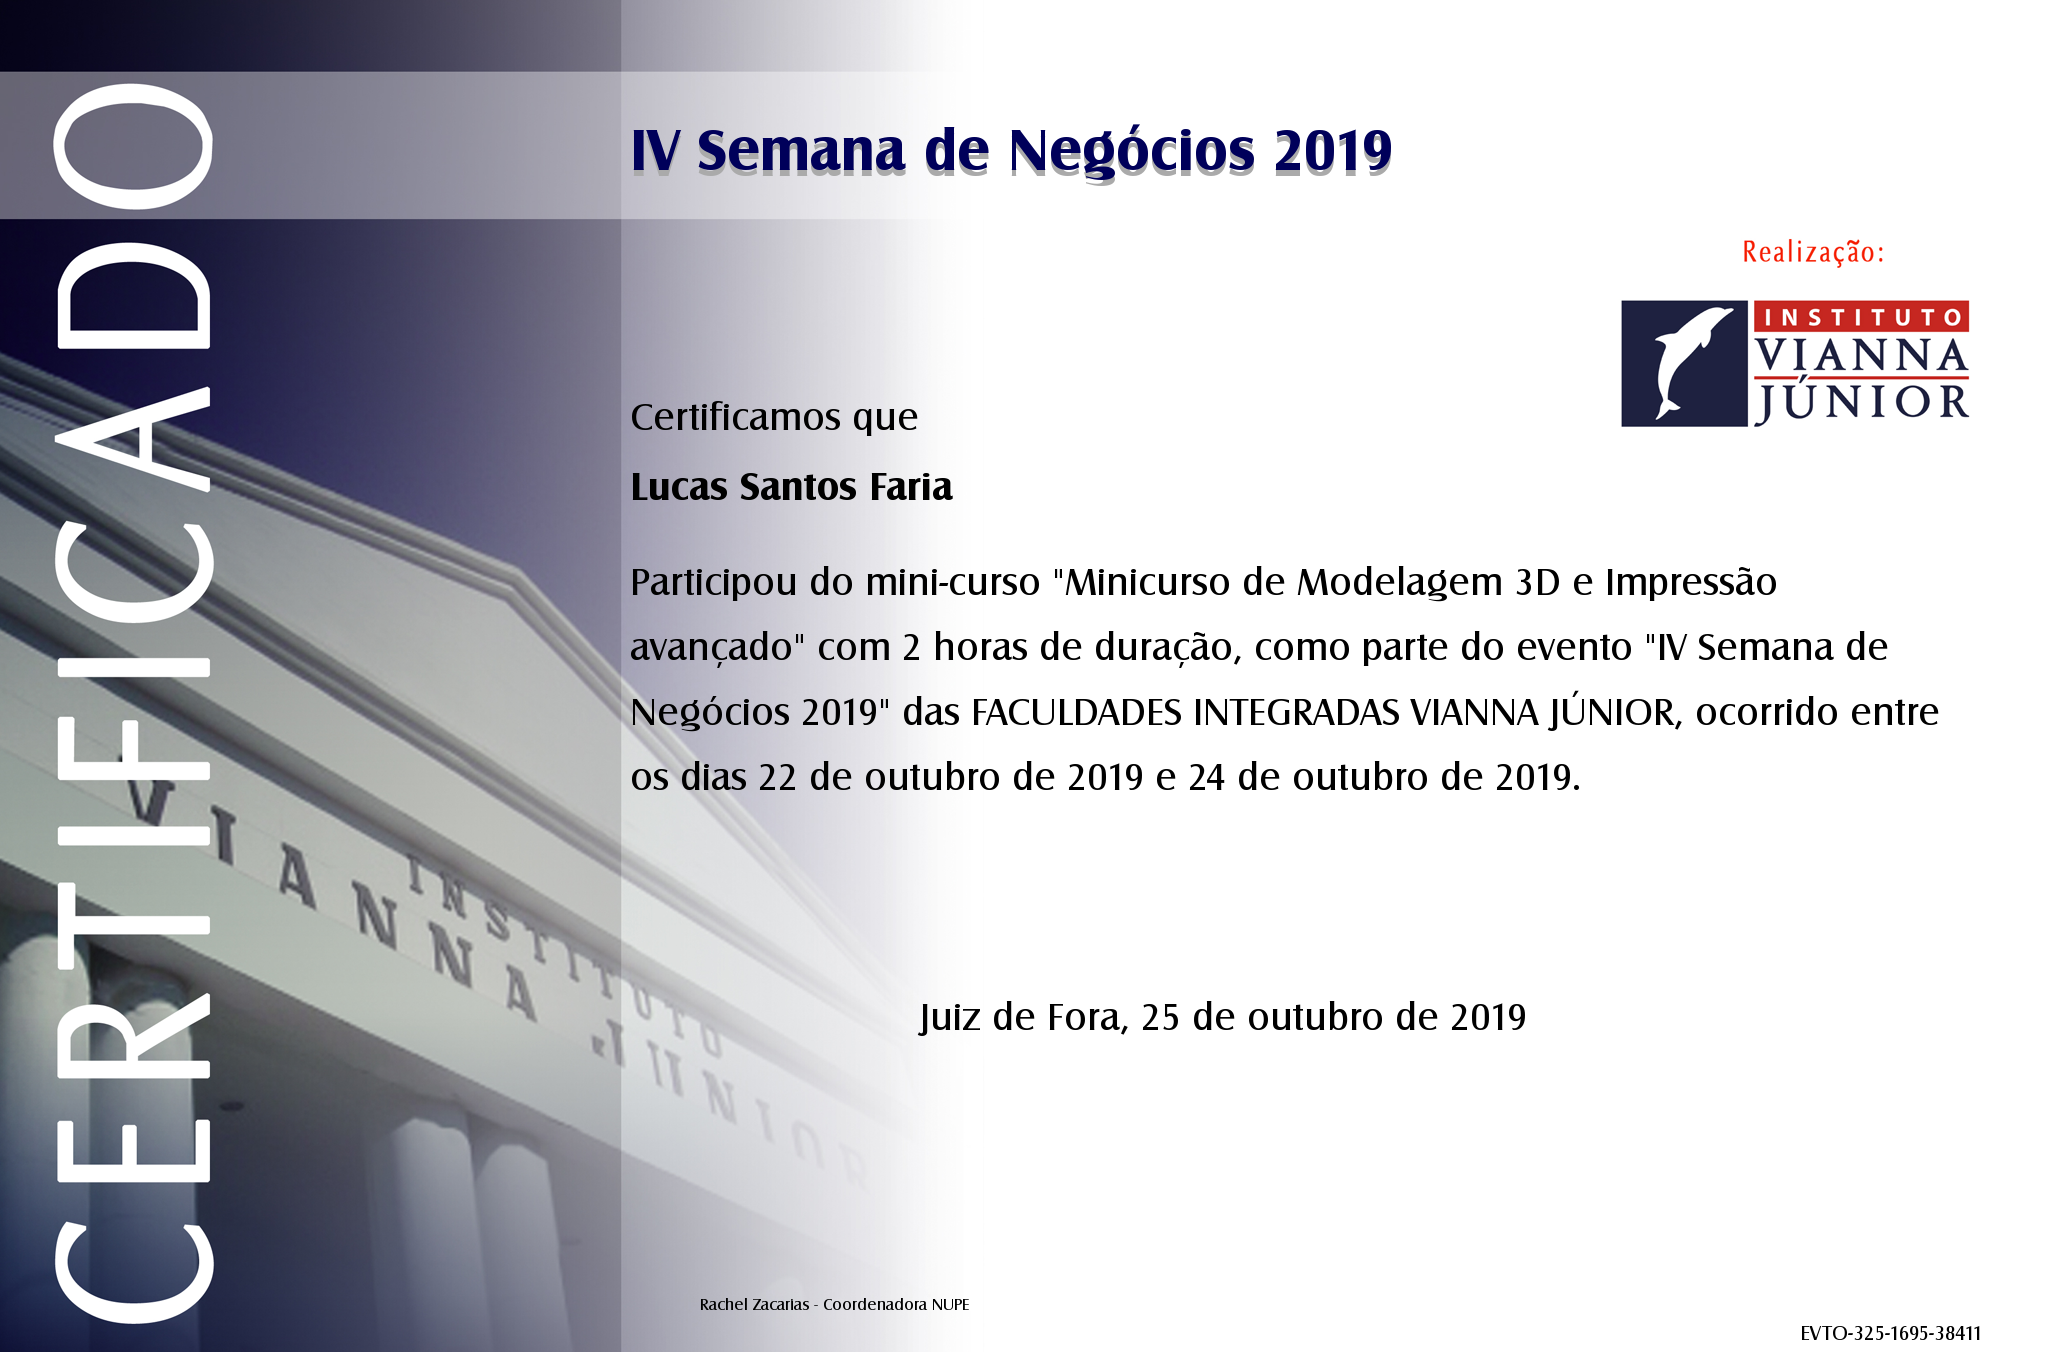 CERTIFICADO
IV Semana de Negócios 2019
Realização:
INSTITUTO
VIANNA
JÚNIOR
Certificamos que
Lucas Santos Faria
Participou do mini-curso "Minicurso de Modelagem 3D e Impressão
avançado" com 2 horas de duração, como parte do evento "IV Semana de
Negócios 2019" das FACULDADES INTEGRADAS VIANNA JÚNIOR, ocorrido entre
os dias 22 de outubro de 2019 e 24 de outubro de 2019.
INSTITUTO
VIANNA JÚNIOR
Juiz de Fora, 25 de outubro de 2019
Rachel Zacarias - Coordenadora NUPE
EVTO-325-1695-38411